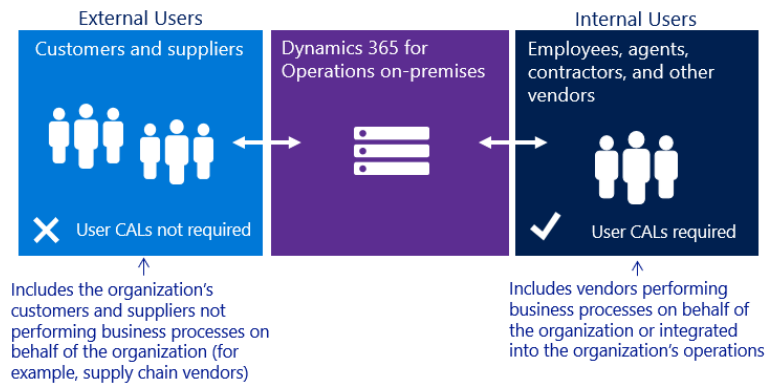 External Users
Internal Users
Customers and suppliers
Dynamics 365 for
Operations on-premises
Employees, agents,
contractors, and other
vendors
User CALs not required
User CALs required
Includes the organization's
customers and suppliers not
performing business processes on
behalf of the organization (for
example, supply chain vendors)
Includes vendors performing
business processes on behalf of
the organization or integrated
into the organization's operations